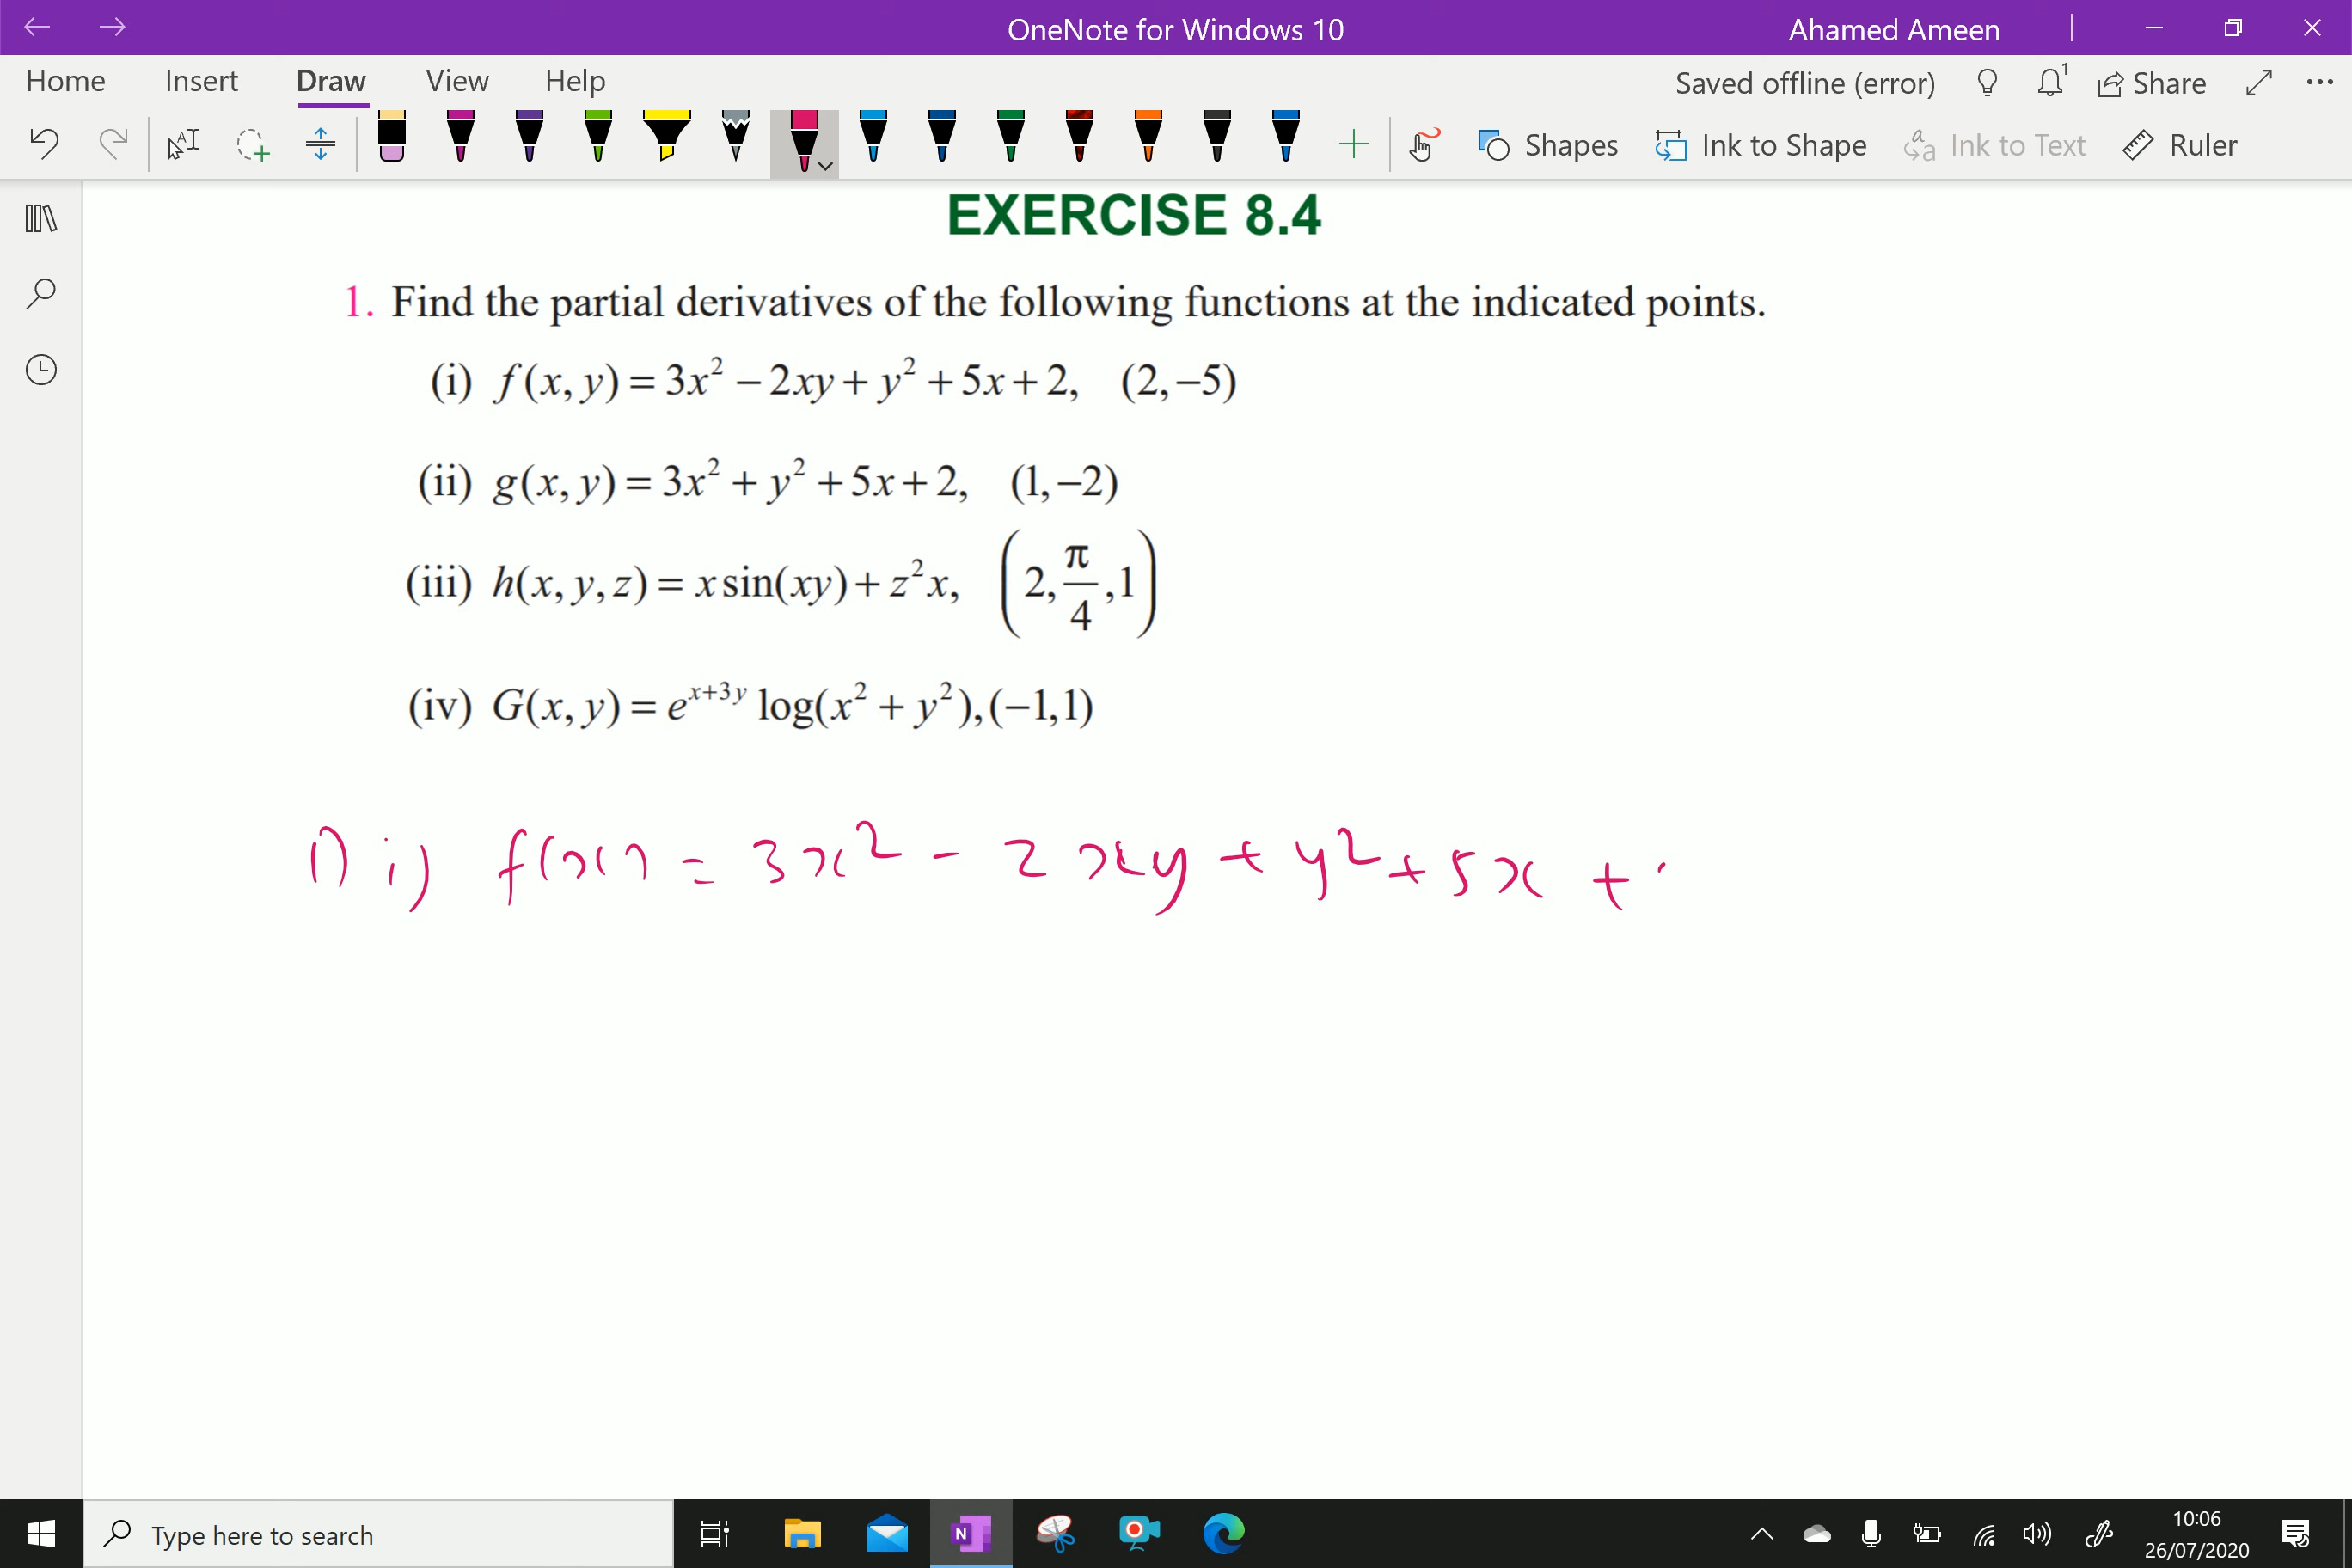 OneNote for Windows 10 Ahamed Ameen
Home Insert Draw View Help Saved offline (error) 1 Share
Shapes Ink to Shape Ink to Text Ruler
EXERCISE 8.4
1. Find the partial derivatives of the following functions at the indicated points.
(i) f(x, y) = 3x² − 2xy + y² + 5x + 2, (2, −5)
(ii) g(x, y) = 3x² + y² + 5x + 2, (1, −2)
(iii) h(x, y, z) = x sin(xy) + z²x, (2, π/4, 1)
(iv) G(x, y) = e^{x+3y} log(x² + y²), (−1, 1)
1) i) f(x) = 3x² - 2xy + y² + 5x +
Type here to search
10:06
26/07/2020